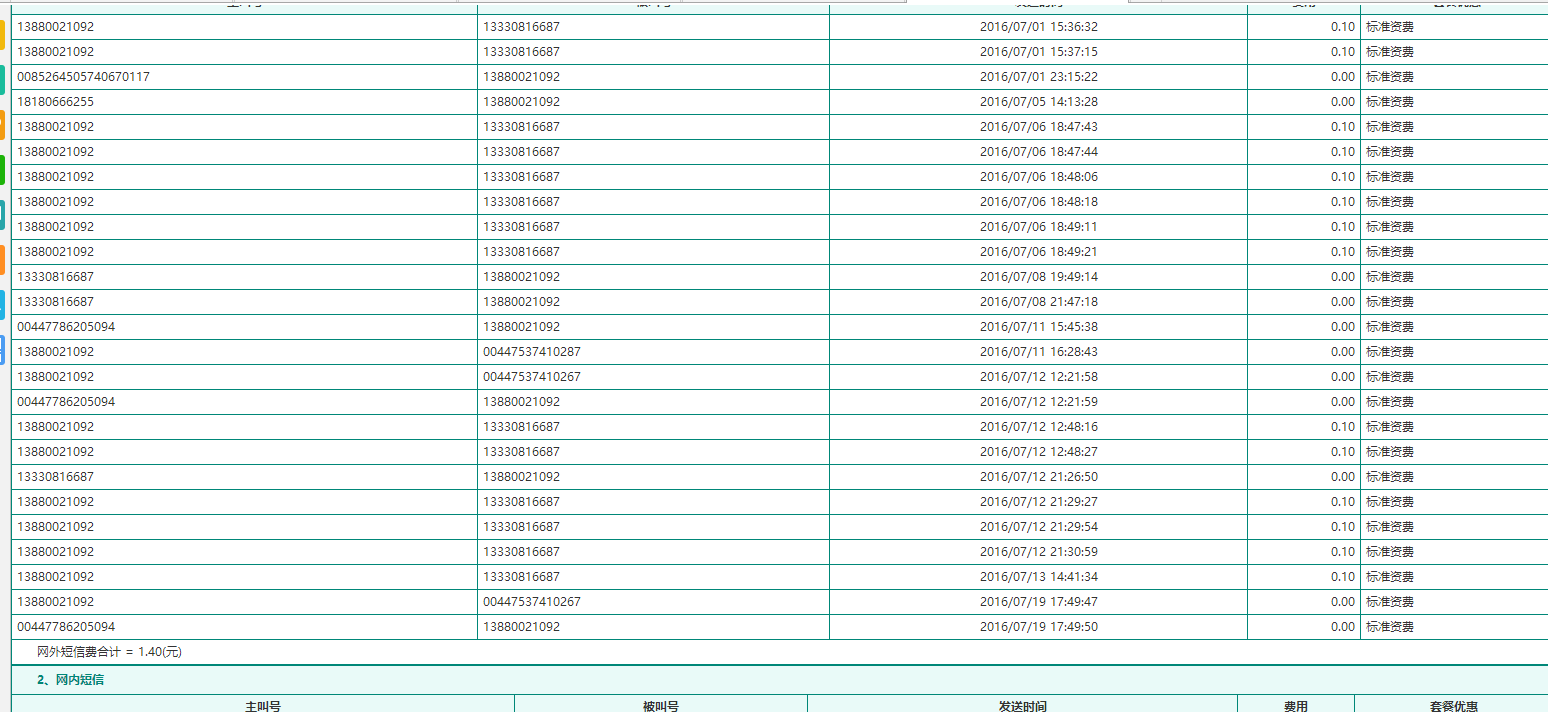 13880021092 13330816687 2016/07/01 15:36:32 0.10 标准资费
13880021092 13330816687 2016/07/01 15:37:15 0.10 标准资费
0085264505740670117 13880021092 2016/07/01 23:15:22 0.00 标准资费
18180666255 13880021092 2016/07/05 14:13:28 0.00 标准资费
13880021092 13330816687 2016/07/06 18:47:43 0.10 标准资费
13880021092 13330816687 2016/07/06 18:47:44 0.10 标准资费
13880021092 13330816687 2016/07/06 18:48:06 0.10 标准资费
13880021092 13330816687 2016/07/06 18:48:18 0.10 标准资费
13880021092 13330816687 2016/07/06 18:49:11 0.10 标准资费
13880021092 13330816687 2016/07/06 18:49:21 0.10 标准资费
13330816687 13880021092 2016/07/08 19:49:14 0.00 标准资费
13330816687 13880021092 2016/07/08 21:47:18 0.00 标准资费
00447786205094 13880021092 2016/07/11 15:45:38 0.00 标准资费
13880021092 00447537410287 2016/07/11 16:28:43 0.00 标准资费
13880021092 00447537410267 2016/07/12 12:21:58 0.00 标准资费
00447786205094 13880021092 2016/07/12 12:21:59 0.00 标准资费
13880021092 13330816687 2016/07/12 12:48:16 0.10 标准资费
13880021092 13330816687 2016/07/12 12:48:27 0.10 标准资费
13330816687 13880021092 2016/07/12 21:26:50 0.00 标准资费
13880021092 13330816687 2016/07/12 21:29:27 0.10 标准资费
13880021092 13330816687 2016/07/12 21:29:54 0.10 标准资费
13880021092 13330816687 2016/07/12 21:30:59 0.10 标准资费
13880021092 13330816687 2016/07/13 14:41:34 0.10 标准资费
13880021092 00447537410267 2016/07/19 17:49:47 0.00 标准资费
00447786205094 13880021092 2016/07/19 17:49:50 0.00 标准资费
网外短信费合计 = 1.40(元)
2、网内短信
主叫号 被叫号 发送时间 费用 套餐优惠